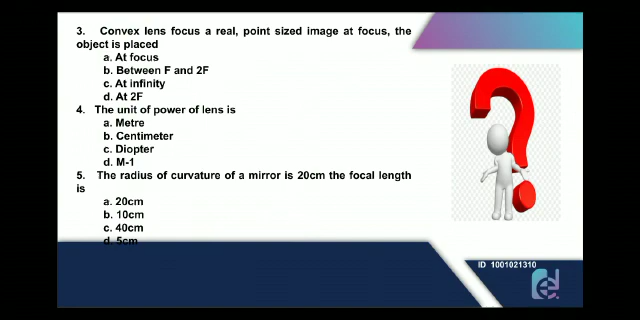 3. Convex lens focus a real, point sized image at focus, the
object is placed
a. At focus
b. Between F and 2F
c. At infinity
d. At 2F
4. The unit of power of lens is
a. Metre
b. Centimeter
c. Diopter
d. M-1
5. The radius of curvature of a mirror is 20cm the focal length
is
a. 20cm
b. 10cm
c. 40cm
d. 5cm
ID 1001021310